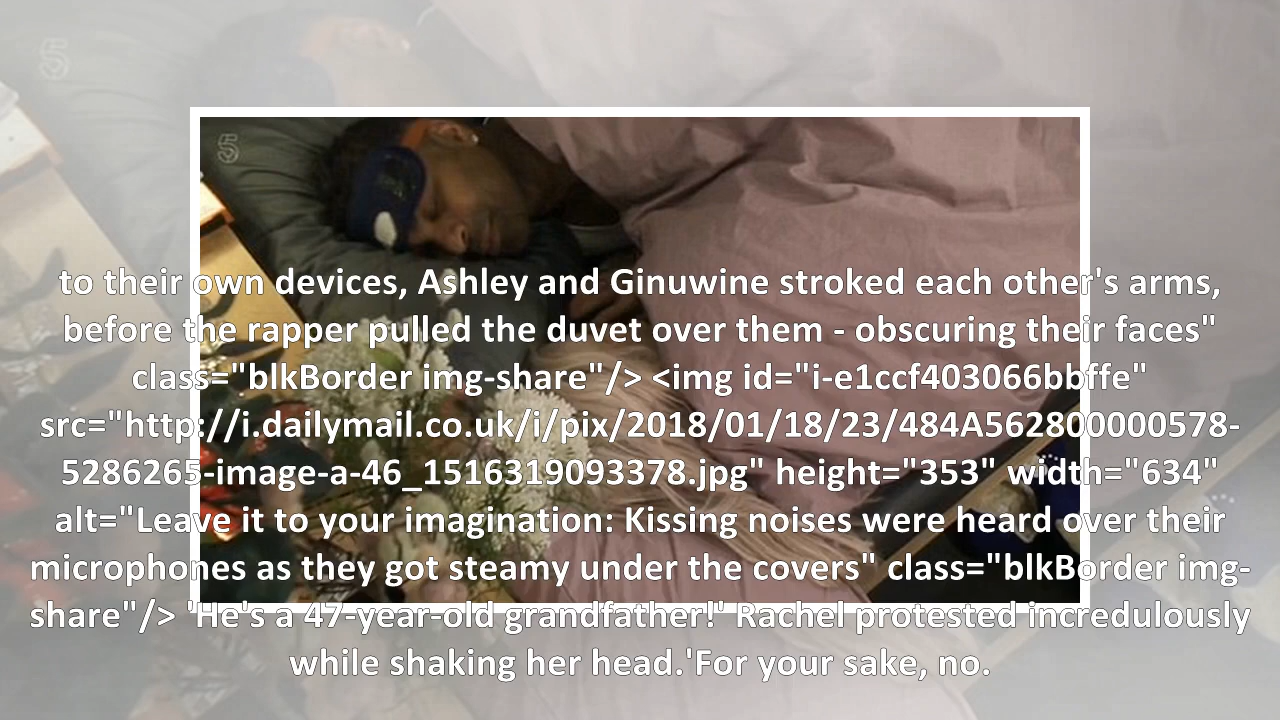 5
5
to their own devices, Ashley and Ginuwine stroked each other's arms,
before the rapper pulled the duvet over them - obscuring their faces"
class="blkBorder img-share"/> <img id="i-e1ccf403066bbffe"
src="http://i.dailymail.co.uk/i/pix/2018/01/18/23/484A562800000578-
5286265-image-a-46_1516319093378.jpg" height="353" width="634"
alt="Leave it to your imagination: Kissing noises were heard over their
microphones as they got steamy under the covers" class="blkBorder img-
share"/> 'He's a 47-year-old grandfather!' Rachel protested incredulously
while shaking her head.'For your sake, no.